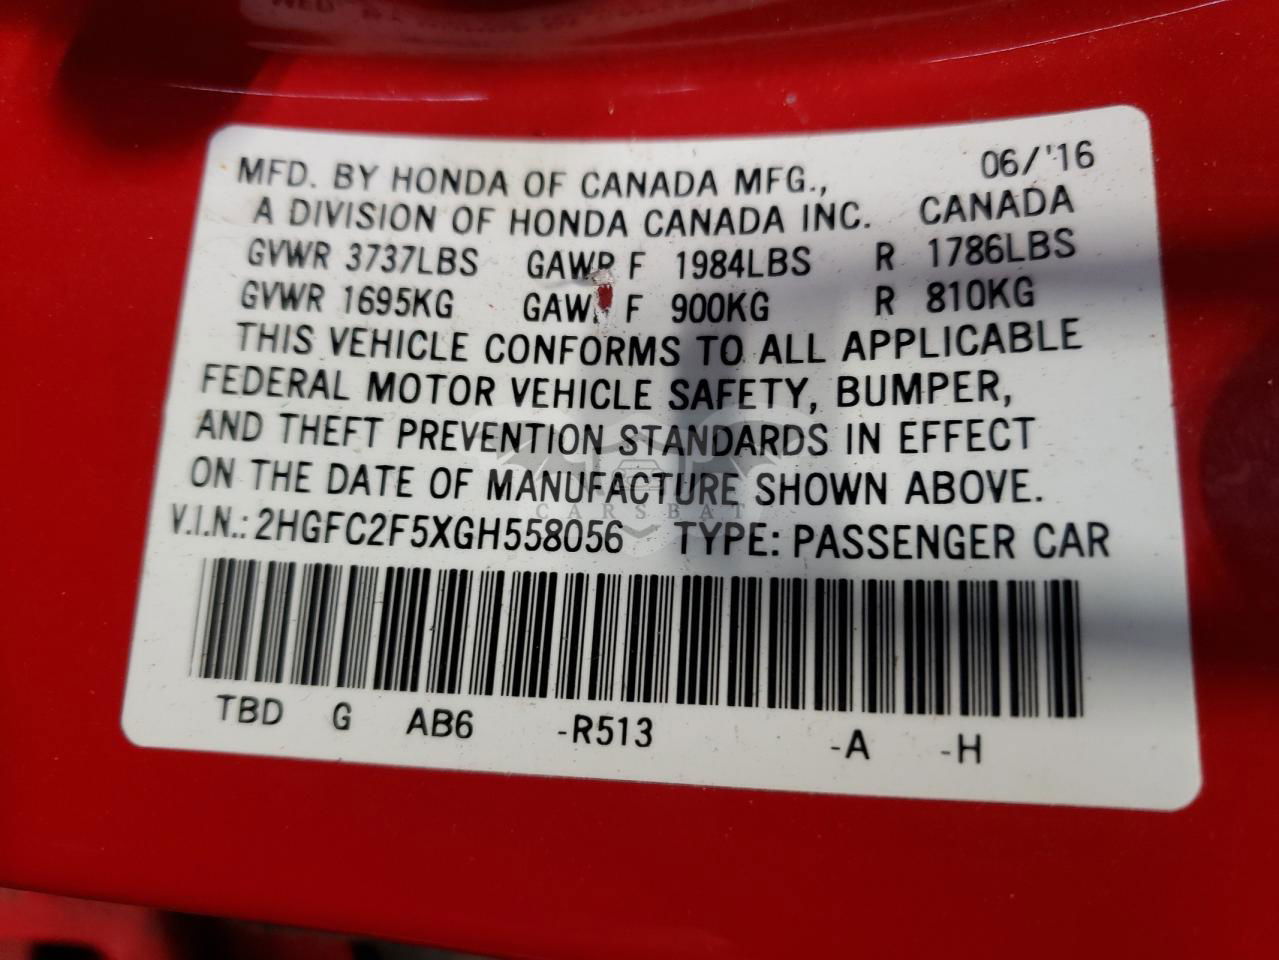 MFD. BY HONDA OF CANADA MFG., 06/'16
A DIVISION OF HONDA CANADA INC. CANADA
GVWR 3737LBS GAWR F 1984LBS R 1786LBS
GVWR 1695KG GAW F 900KG R 810KG
THIS VEHICLE CONFORMS TO ALL APPLICABLE
FEDERAL MOTOR VEHICLE SAFETY, BUMPER,
AND THEFT PREVENTION STANDARDS IN EFFECT
ON THE DATE OF MANUFACTURE SHOWN ABOVE.
CARSBAT
V.I.N.: 2HGFC2F5XGH558056 TYPE: PASSENGER CAR
TBD G AB6 -R513 -A -H